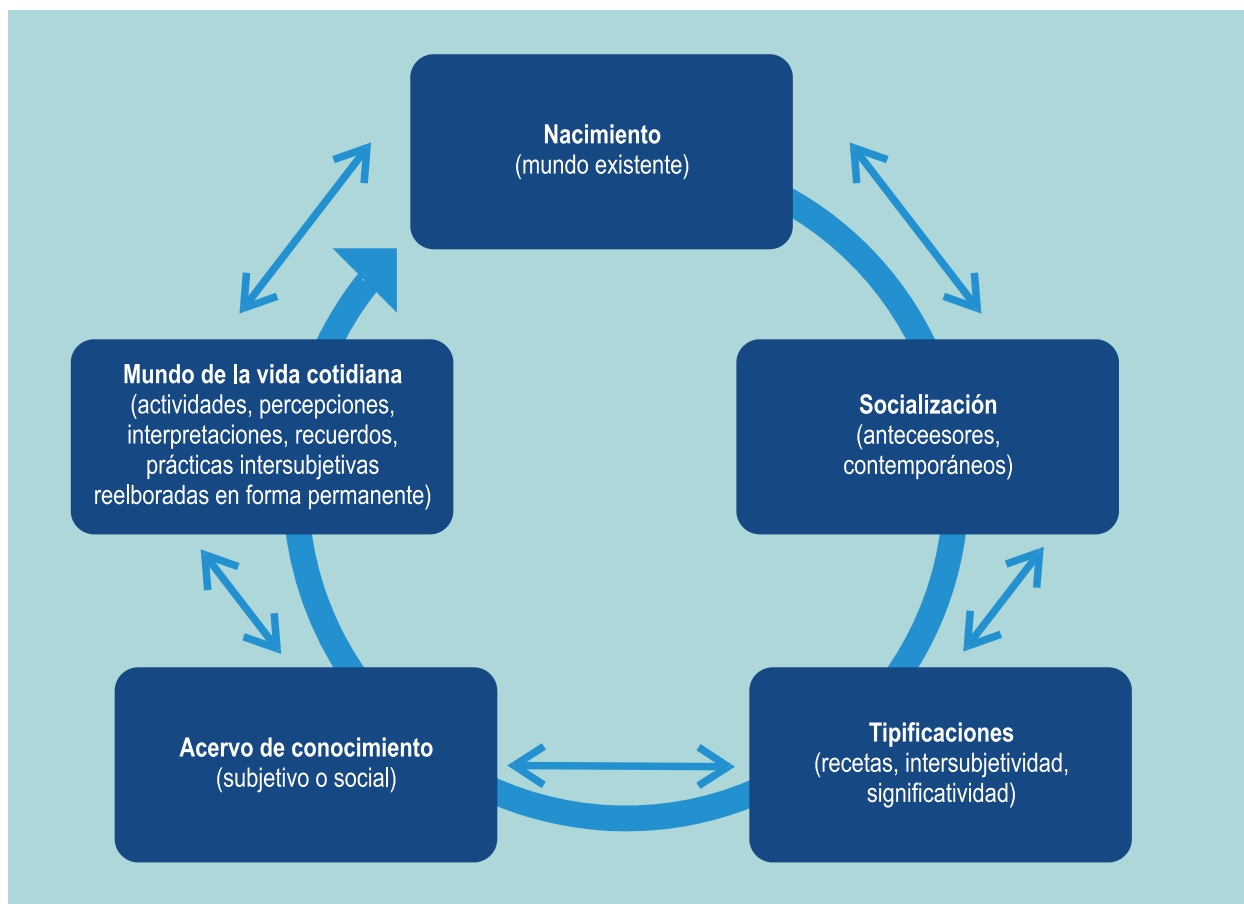 Nacimiento
(mundo existente)
Socialización
(anteceesores,
contemporáneos)
Tipificaciones
(recetas, intersubjetividad,
significatividad)
Acervo de conocimiento
(subjetivo o social)
Mundo de la vida cotidiana
(actividades, percepciones,
interpretaciones, recuerdos,
prácticas intersubjetivas
reelboradas en forma permanente)